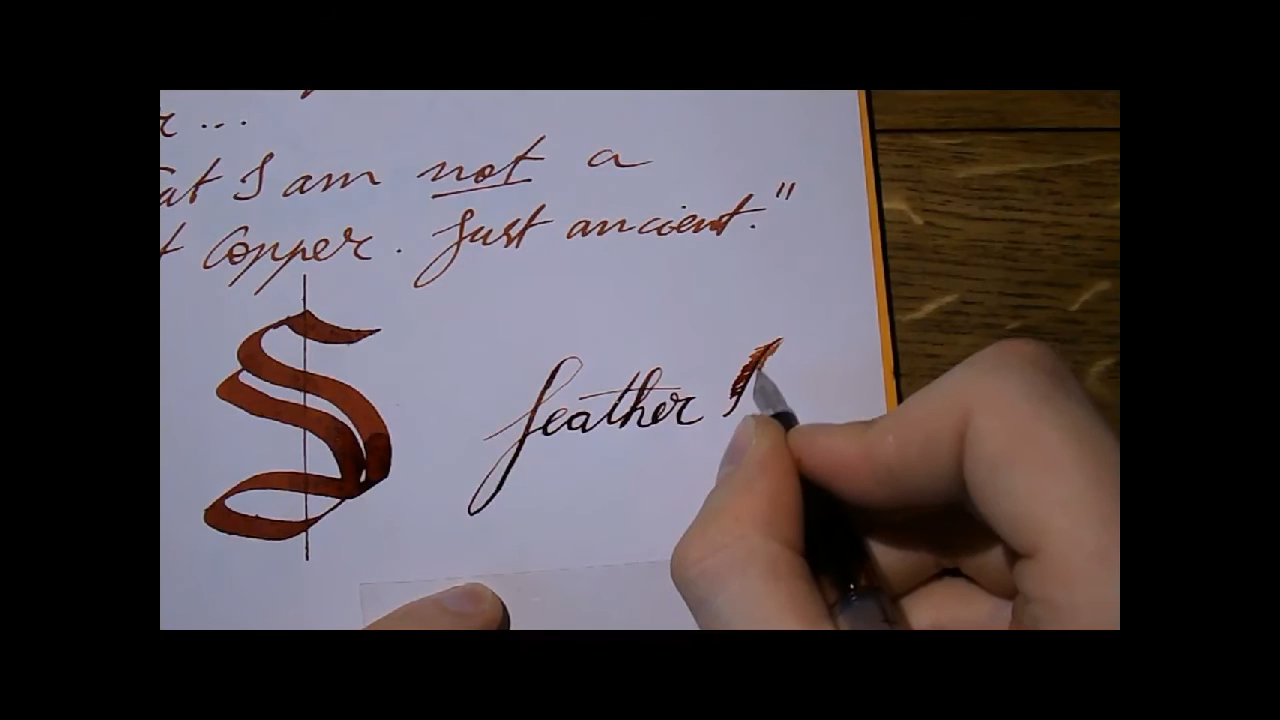 r...
at I am not a
t Copper. Just ancient."
S
feather